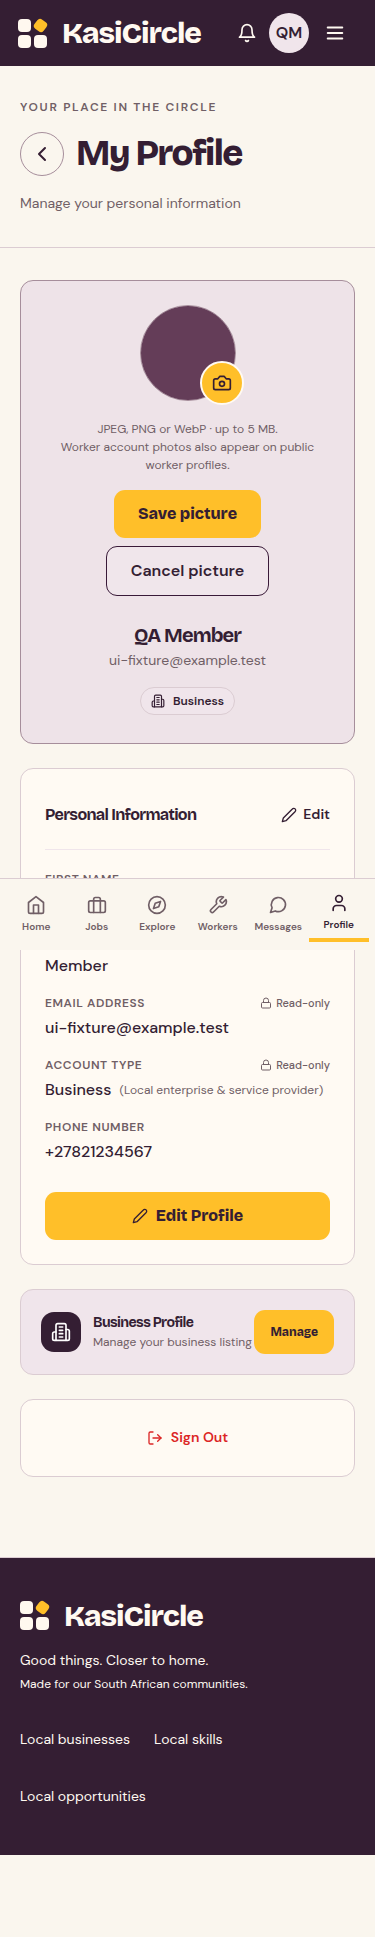 KasiCircle
QM
YOUR PLACE IN THE CIRCLE
My Profile
Manage your personal information
JPEG, PNG or WebP · up to 5 MB.
Worker account photos also appear on public
worker profiles.
Save picture
Cancel picture
QA Member
ui-fixture@example.test
Business
Personal Information
Edit
FIRST NAME
Home
Jobs
Explore
Workers
Messages
Profile
Member
EMAIL ADDRESS
Read-only
ui-fixture@example.test
ACCOUNT TYPE
Read-only
Business (Local enterprise & service provider)
PHONE NUMBER
+27821234567
Edit Profile
Business Profile
Manage your business listing
Manage
Sign Out
KasiCircle
Good things. Closer to home.
Made for our South African communities.
Local businesses
Local skills
Local opportunities